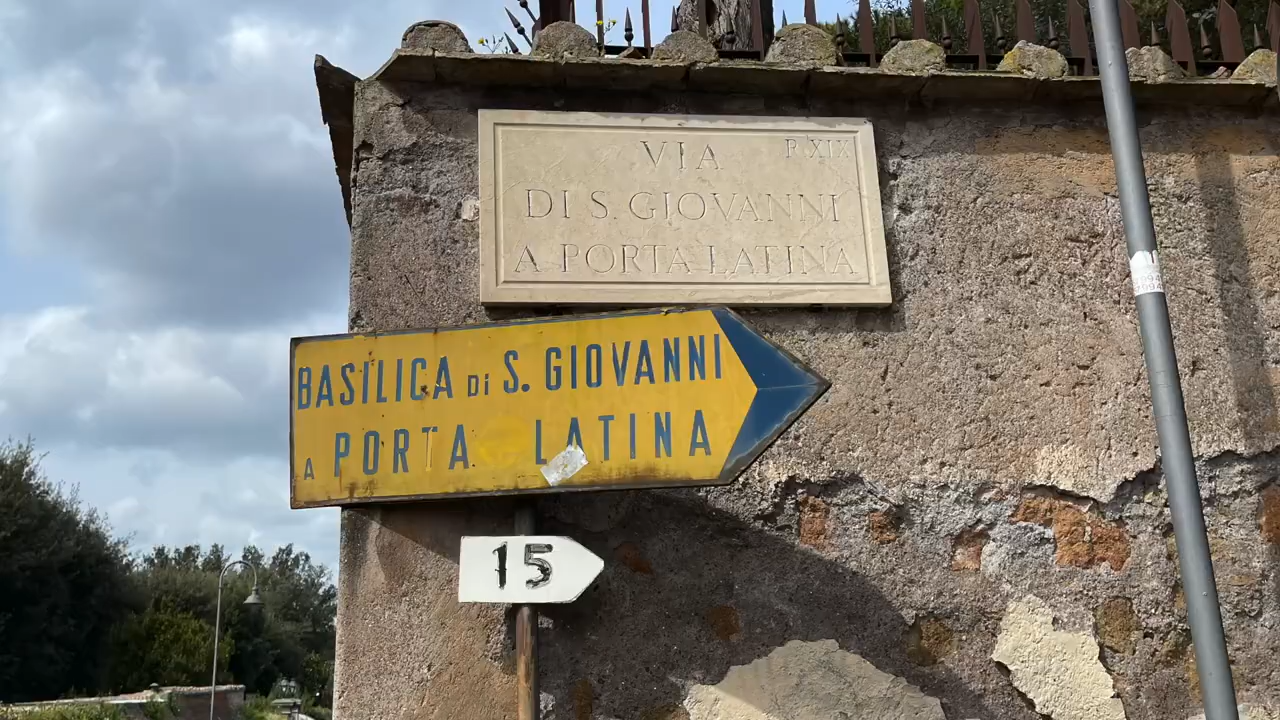 VIA
R. XIX
DI S. GIOVANNI
A PORTA LATINA
BASILICA DI S. GIOVANNI
A PORTA LATINA
15